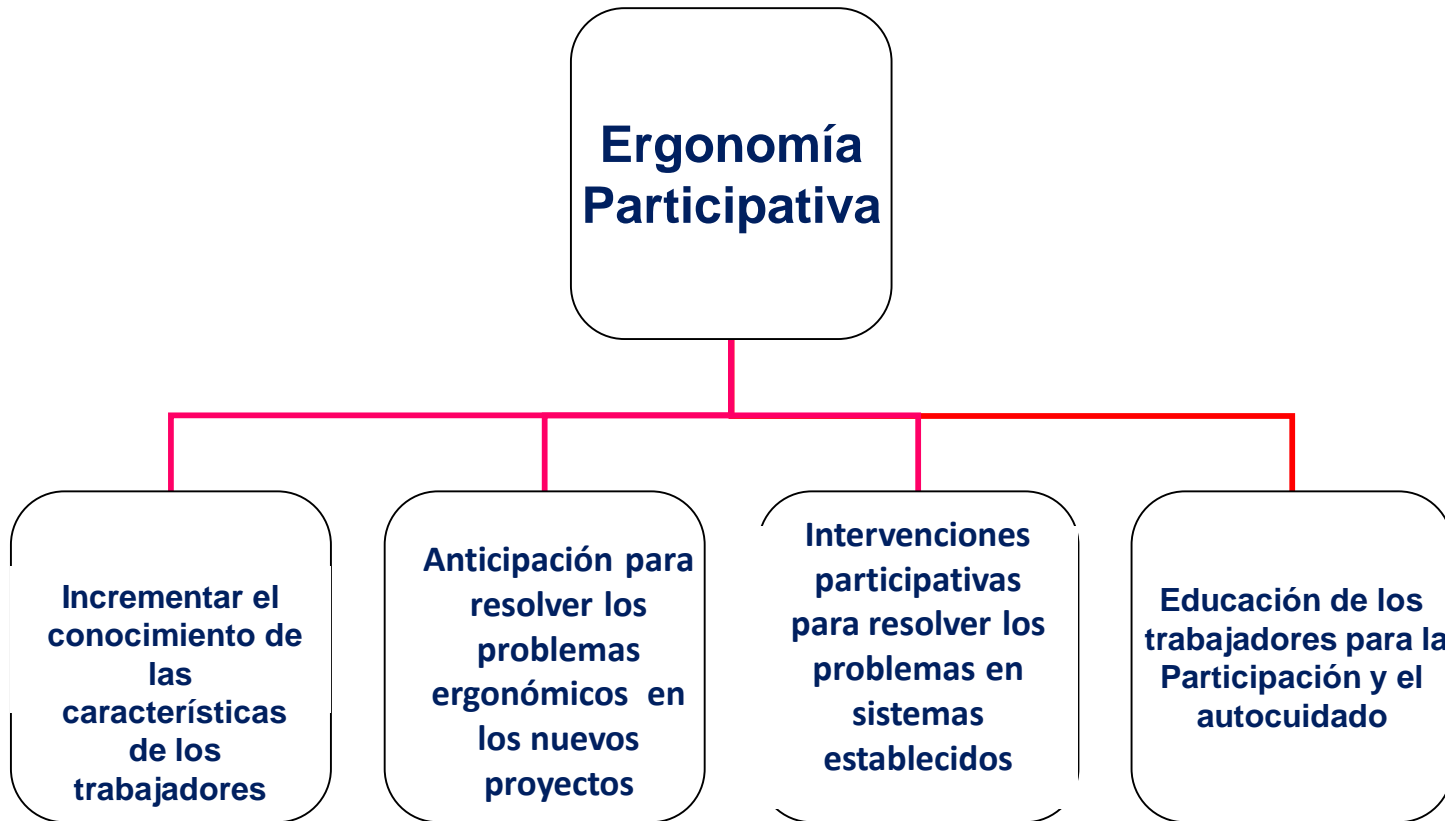 Ergonomía
Participativa
Incrementar el
conocimiento de
las
características
de los
trabajadores
Anticipación para
resolver los
problemas
ergonómicos en
los nuevos
proyectos
Intervenciones
participativas
para resolver los
problemas en
sistemas
establecidos
Educación de los
trabajadores para la
Participación y el
autocuidado